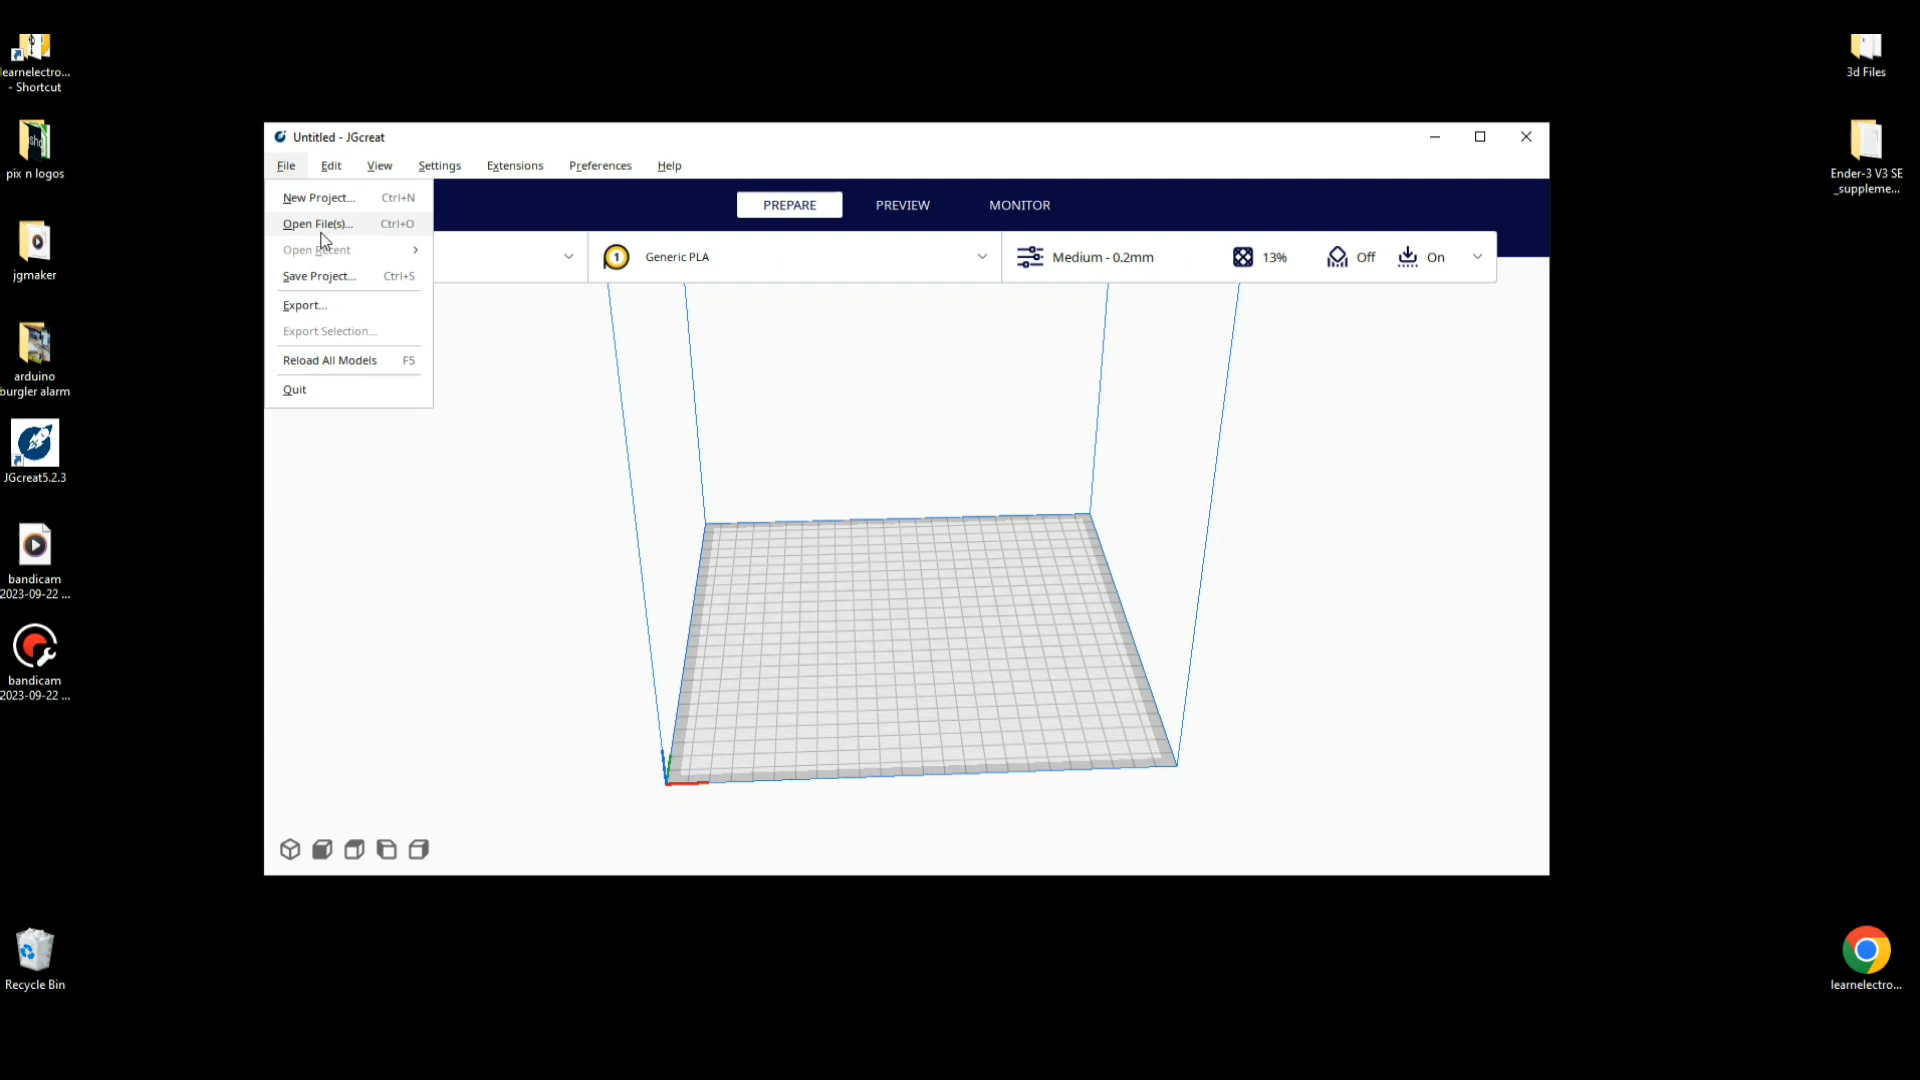 earnelectro...
- Shortcut
pix n logos
jgmaker
arduino
burgler alarm
JGcreat5.2.3
bandicam
2023-09-22 ...
bandicam
2023-09-22 ...
Recycle Bin
Untitled - JGcreat
File Edit View Settings Extensions Preferences Help
New Project... Ctrl+N
Open File(s)... Ctrl+O
Open Recent
Save Project... Ctrl+S
Export...
Export Selection...
Reload All Models F5
Quit
PREPARE PREVIEW MONITOR
1 Generic PLA Medium - 0.2mm 13% Off On
3d Files
Ender-3 V3 SE
_suppleme...
learnelectro...